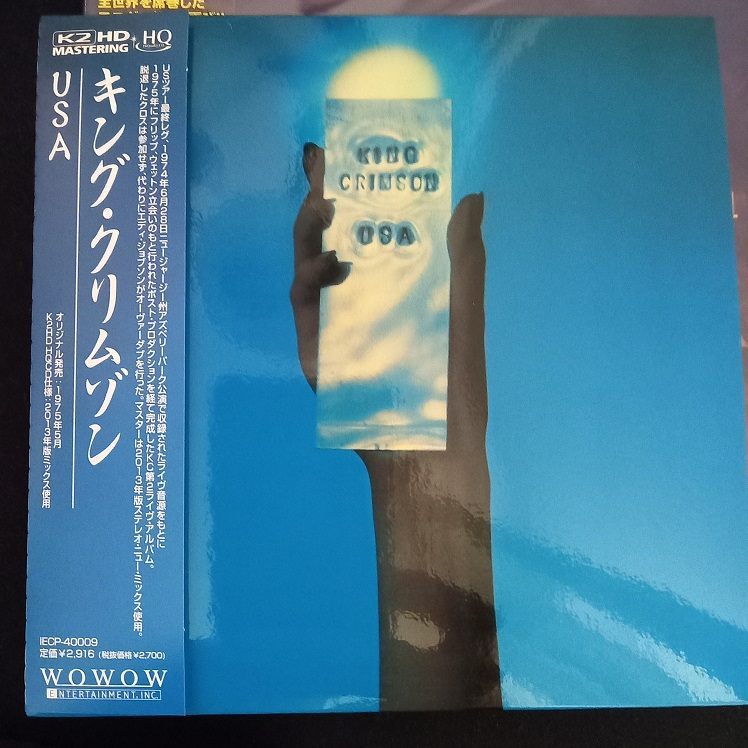 全世界を席巻した
K2HD
MASTERING
HQ
キング・クリムゾン
USA
USツアー最終レグ、1974年6月28日ニュージャージー州アズベリーパーク公演で収録されたライヴ音源をもとに
1975年にフリップ、ウェットン立会いのもと行われたポスト・プロダクションを経て完成したKC第2ライヴ・アルバム。
脱退したクロスは参加せず、代わりにエディ・ジョブソンがオーヴァーダブを行った。マスターは2013年版ステレオ・ニュー・ミックス使用。
オリジナル発売：1975年5月
K2HD HQCD仕様：2013年版ミックス使用
IECP-40009
定価¥2,916（税抜価格¥2,700）
WOWOW
ENTERTAINMENT, INC.
KING
CRIMSON
USA